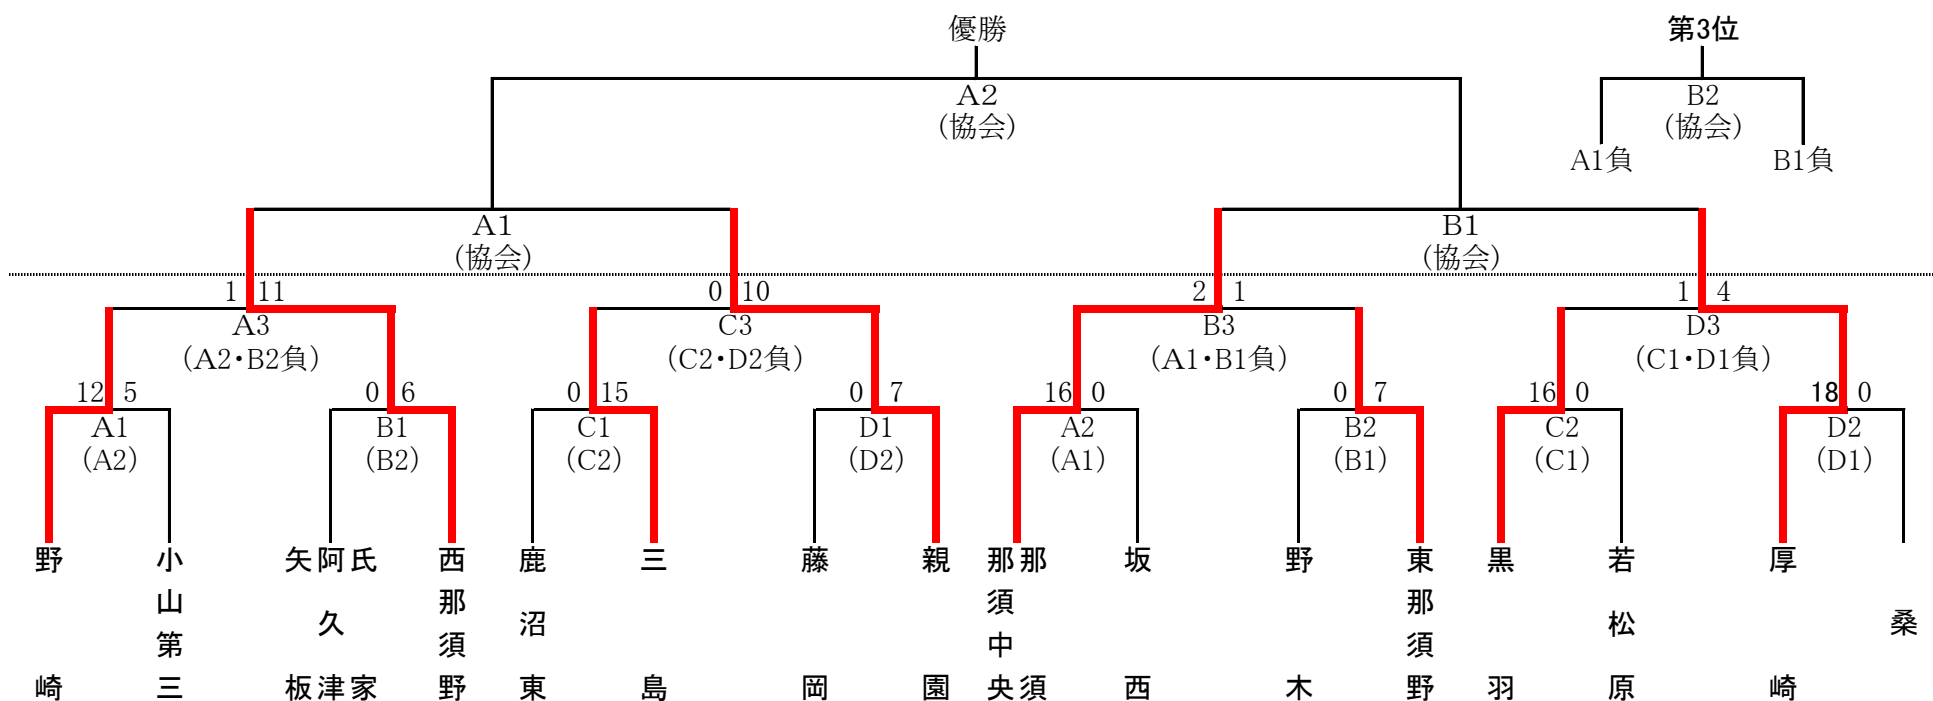 優勝
第3位
A2
(協会)
B2
(協会)
A1負
B1負
A1
(協会)
B1
(協会)
1 11
0 10
2 1
1 4
A3
(A2・B2負)
C3
(C2・D2負)
B3
(A1・B1負)
D3
(C1・D1負)
12 5
0 6
0 15
0 7
16 0
0 7
16 0
18 0
A1
(A2)
B1
(B2)
C1
(C2)
D1
(D2)
A2
(A1)
B2
(B1)
C2
(C1)
D2
(D1)
野崎
小山第三
矢板
阿久津
氏家
西那須野
鹿沼東
三島
藤岡
親園
那須中央
那須
坂西
野木
東那須野
黒羽
若松原
厚崎
桑